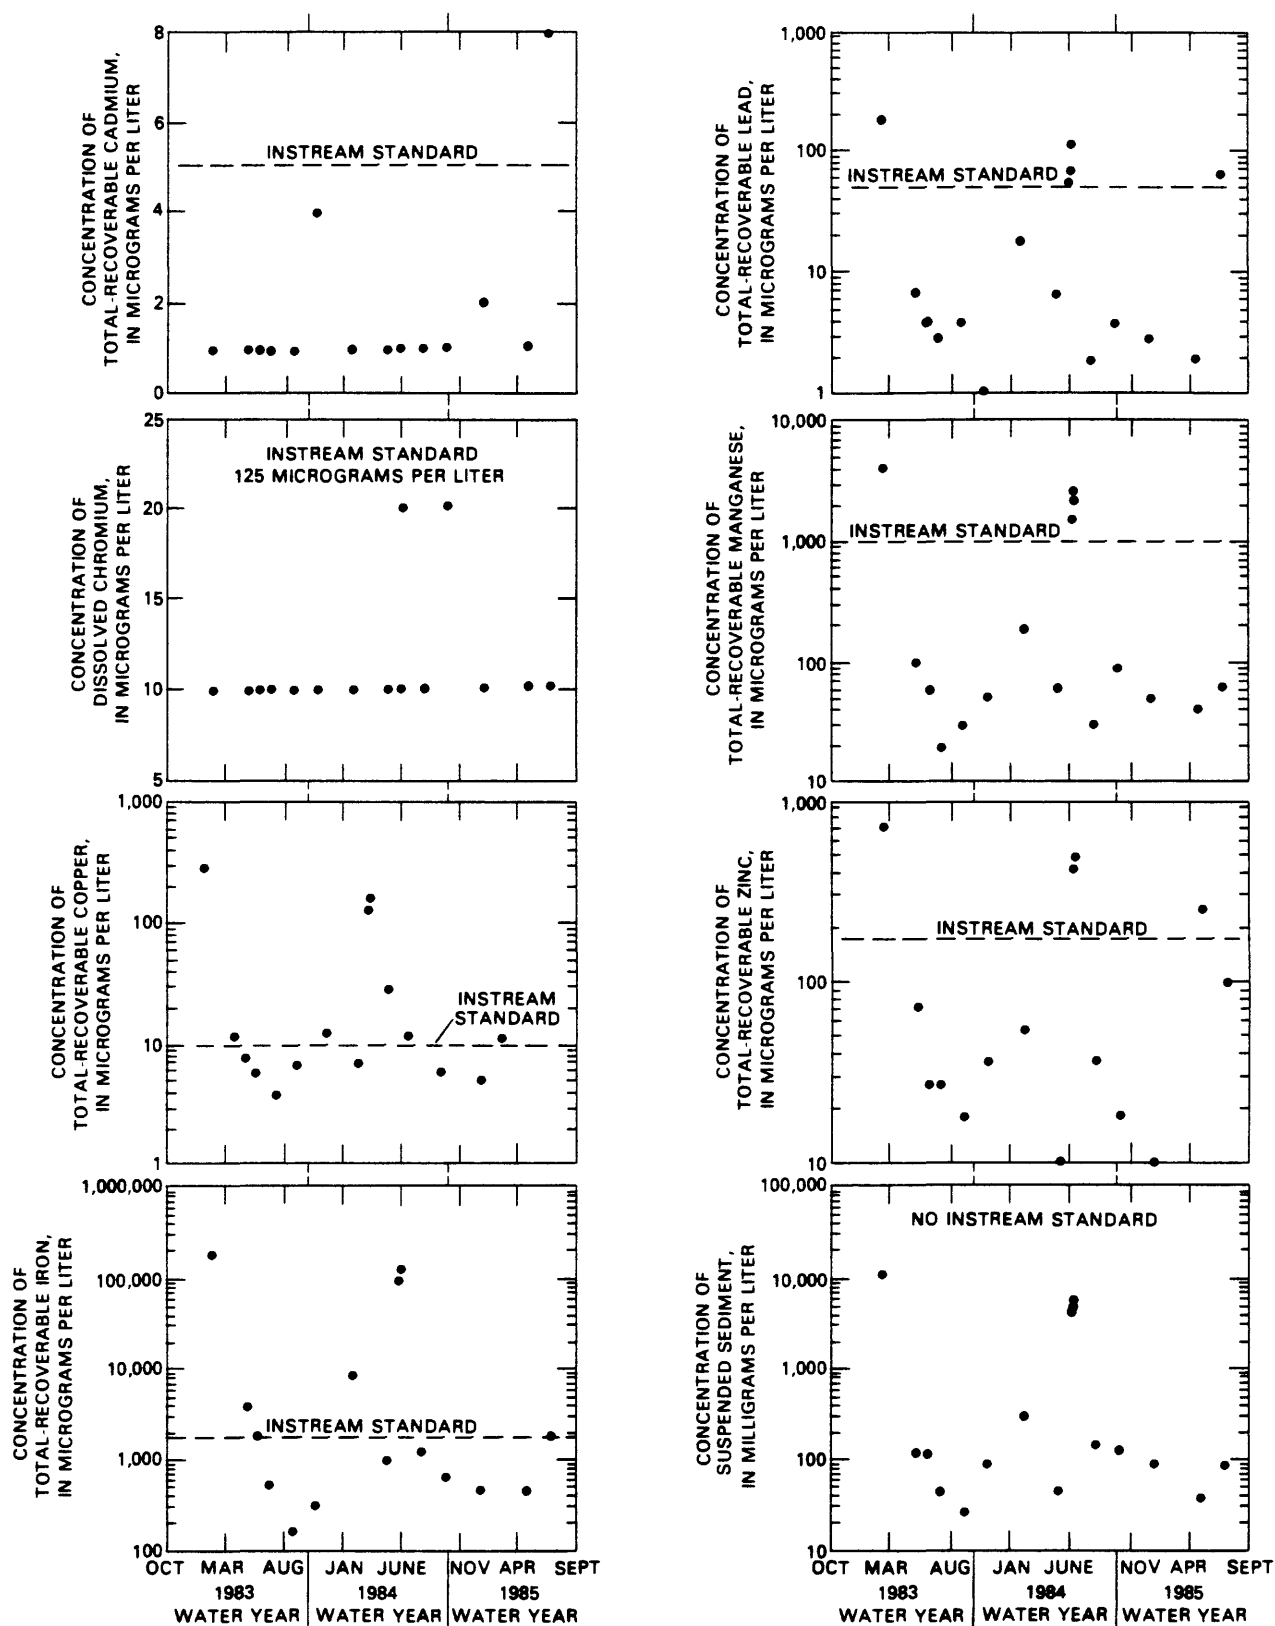 CONCENTRATION OF
TOTAL-RECOVERABLE CADMIUM,
IN MICROGRAMS PER LITER
8
6
4
2
0
INSTREAM STANDARD
CONCENTRATION OF
DISSOLVED CHROMIUM,
IN MICROGRAMS PER LITER
25
20
15
10
5
INSTREAM STANDARD
125 MICROGRAMS PER LITER
CONCENTRATION OF
TOTAL-RECOVERABLE COPPER,
IN MICROGRAMS PER LITER
1,000
100
10
1
INSTREAM
STANDARD
CONCENTRATION OF
TOTAL-RECOVERABLE IRON,
IN MICROGRAMS PER LITER
1,000,000
100,000
10,000
1,000
100
INSTREAM STANDARD
OCT MAR AUG JAN JUNE NOV APR SEPT
1983 1984 1985
WATER YEAR WATER YEAR WATER YEAR
CONCENTRATION OF
TOTAL-RECOVERABLE LEAD,
IN MICROGRAMS PER LITER
1,000
100
10
1
INSTREAM STANDARD
CONCENTRATION OF
TOTAL-RECOVERABLE MANGANESE,
IN MICROGRAMS PER LITER
10,000
1,000
100
10
INSTREAM STANDARD
CONCENTRATION OF
TOTAL-RECOVERABLE ZINC,
IN MICROGRAMS PER LITER
1,000
100
10
INSTREAM STANDARD
CONCENTRATION OF
SUSPENDED SEDIMENT,
IN MILLIGRAMS PER LITER
100,000
10,000
1,000
100
10
NO INSTREAM STANDARD
OCT MAR AUG JAN JUNE NOV APR SEPT
1983 1984 1985
WATER YEAR WATER YEAR WATER YEAR